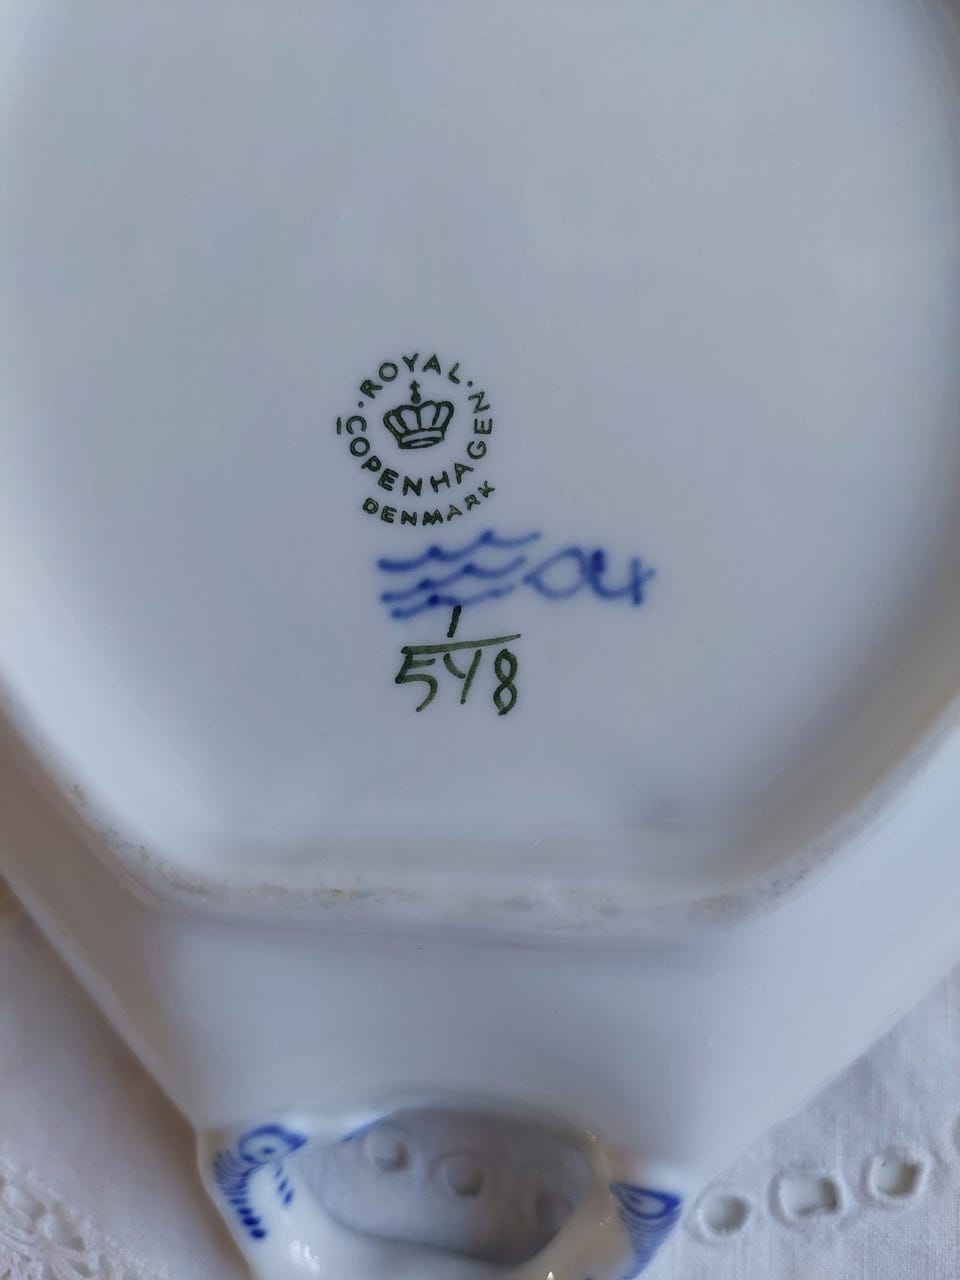 · ROYAL ·
COPENHAGEN
DENMARK
1
548